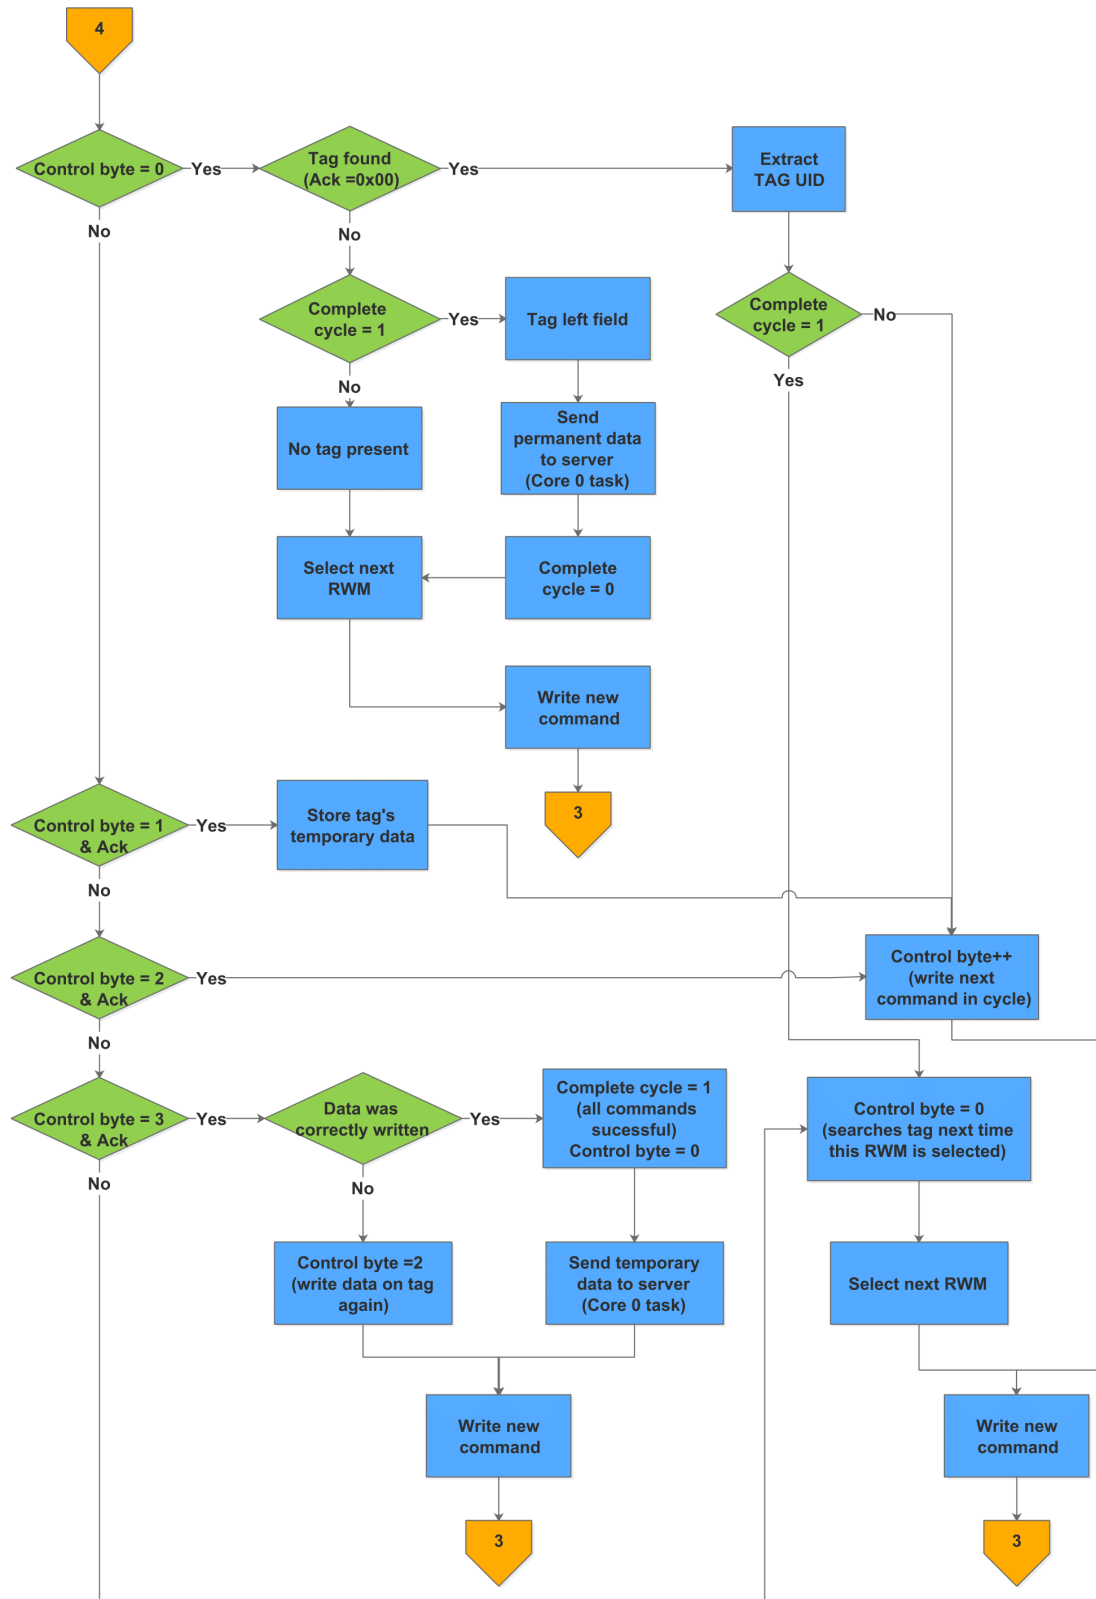 4
Control byte = 0
Yes
Tag found
(Ack =0x00)
Yes
Extract
TAG UID
No
No
Complete
cycle = 1
Yes
Tag left field
Complete
cycle = 1
No
Yes
No
No tag present
Send
permanent data
to server
(Core 0 task)
Select next
RWM
Complete
cycle = 0
Write new
command
3
Control byte = 1
& Ack
Yes
Store tag's
temporary data
No
Control byte = 2
& Ack
Yes
Control byte++
(write next
command in cycle)
No
Control byte = 3
& Ack
Yes
Data was
correctly written
Yes
Complete cycle = 1
(all commands
sucessful)
Control byte = 0
Control byte = 0
(searches tag next time
this RWM is selected)
No
No
Control byte =2
(write data on tag
again)
Send temporary
data to server
(Core 0 task)
Select next RWM
Write new
command
Write new
command
3
3